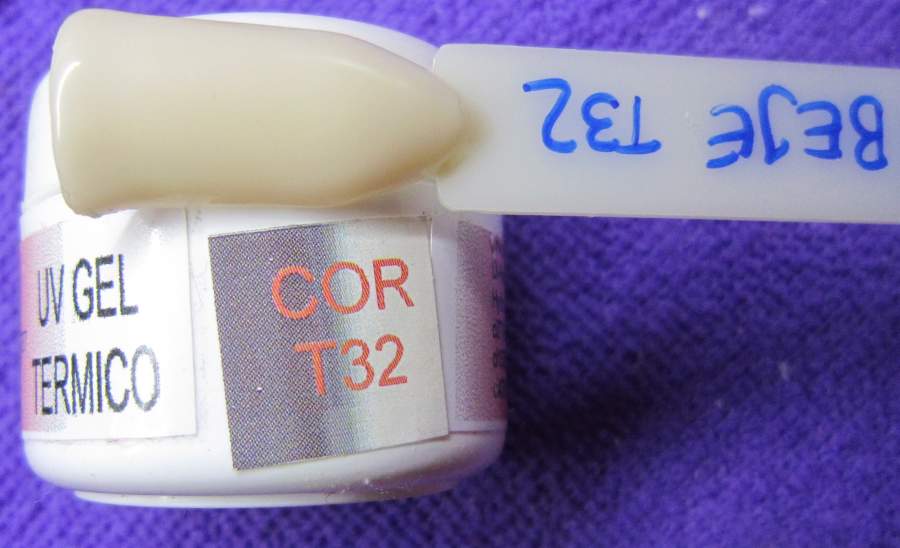 BEJE T32
UV GEL
TERMICO
COR
T32